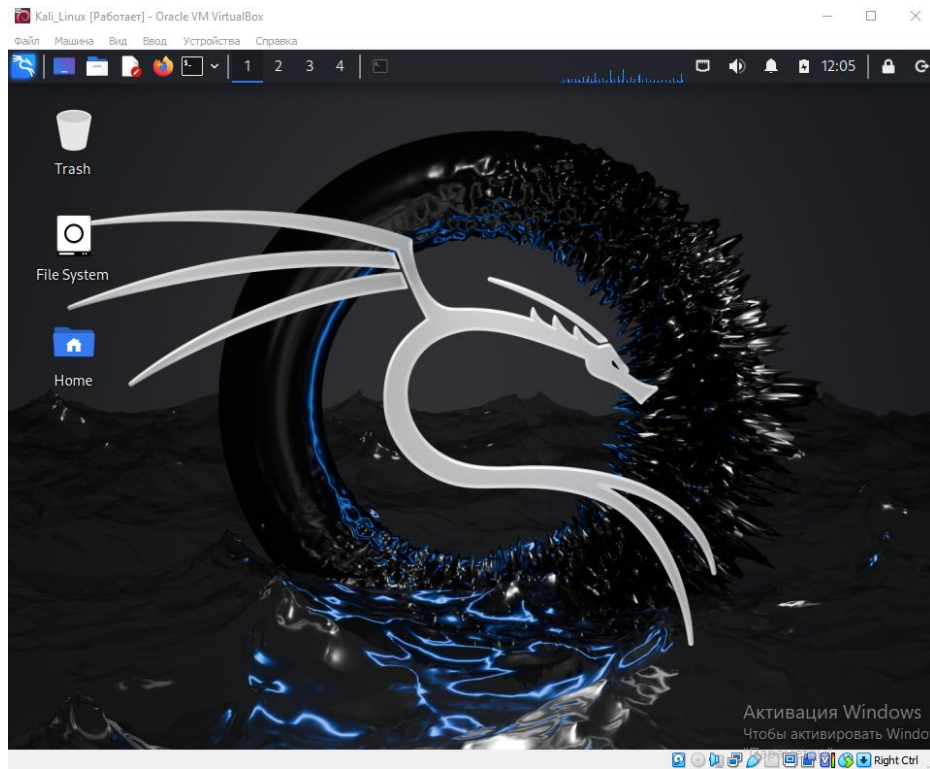 Kali_Linux [Работает] - Oracle VM VirtualBox
Файл Машина Вид Ввод Устройства Справка
1 2 3 4 12:05
Trash
File System
Home
Активация Windows
Чтобы активировать Windo
Right Ctrl